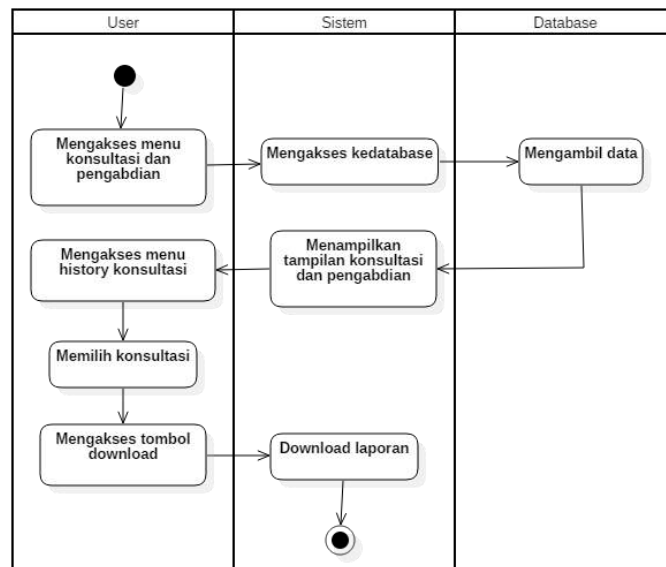 User
Sistem
Database
Mengakses menu
konsultasi dan
pengabdian
Mengakses kedatabase
Mengambil data
Menampilkan
tampilan konsultasi
dan pengabdian
Mengakses menu
history konsultasi
Memilih konsultasi
Mengakses tombol
download
Download laporan